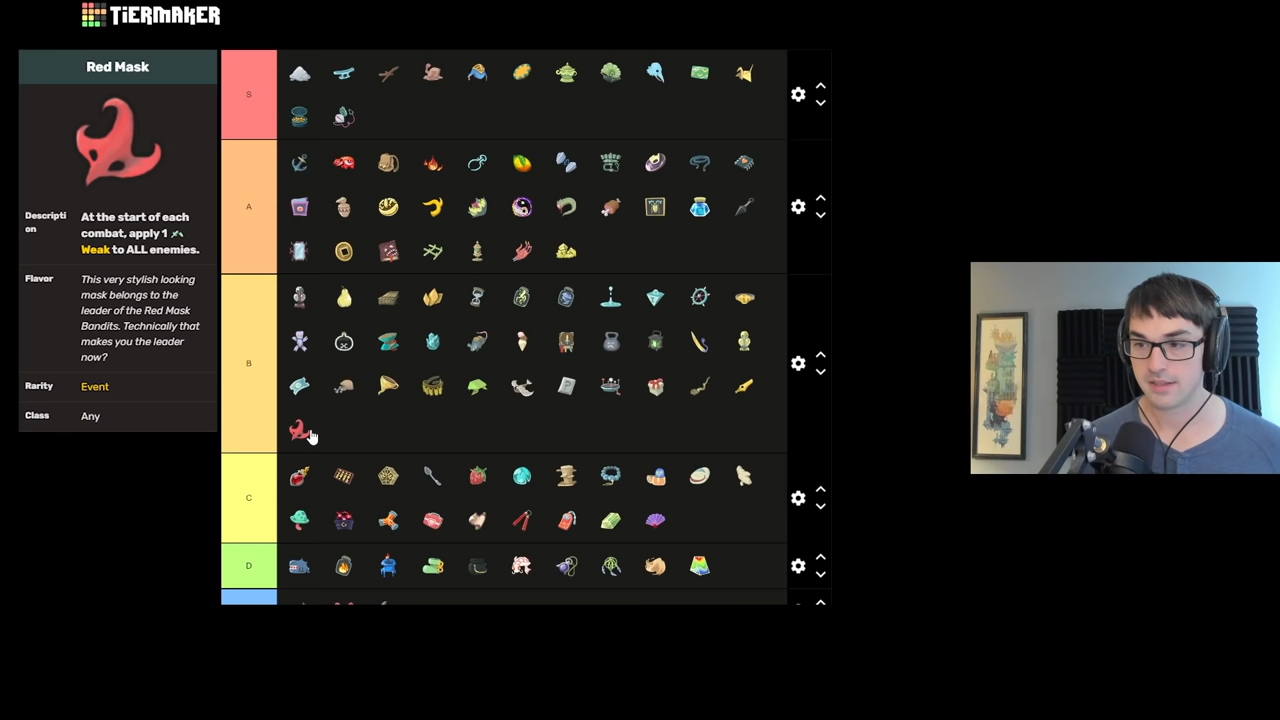 TiERMAKER
Red Mask
Descripti
on
At the start of each
combat, apply 1
Weak to ALL enemies.
Flavor
This very stylish looking
mask belongs to the
leader of the Red Mask
Bandits. Technically that
makes you the leader
now?
Rarity
Event
Class
Any
S
A
B
C
D